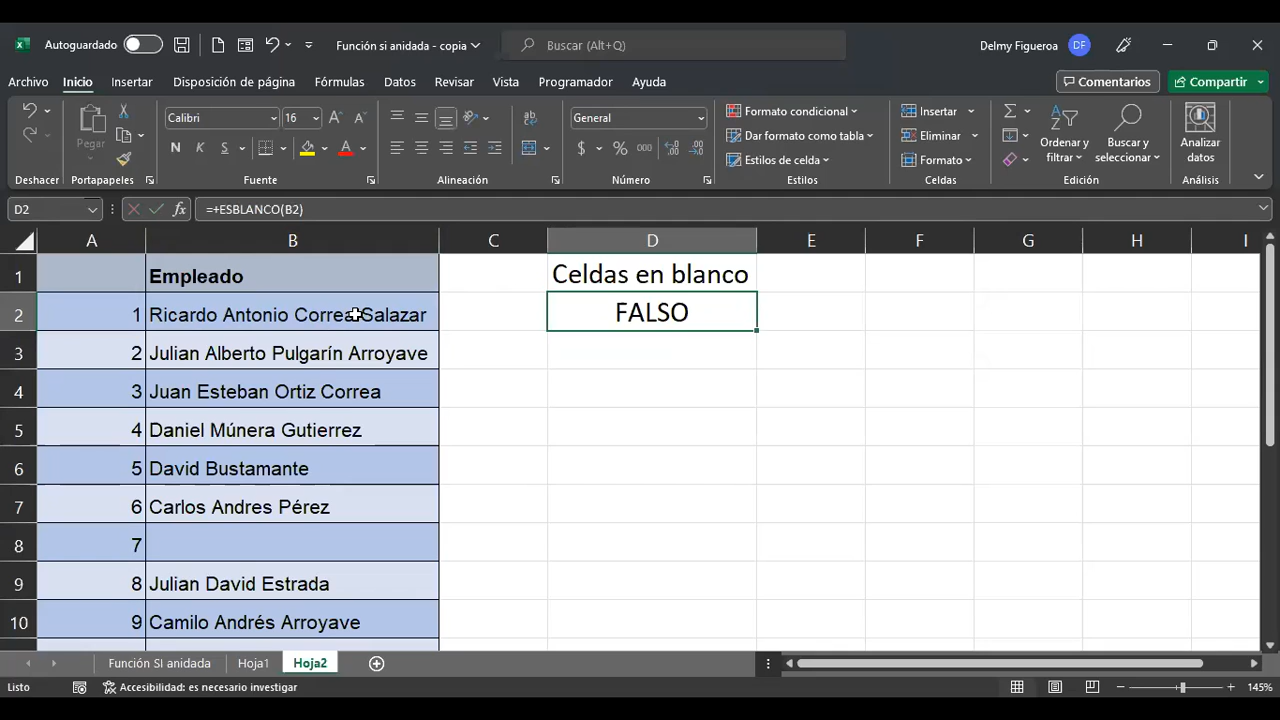 Autoguardado
Función si anidada - copia
Buscar (Alt+Q)
Delmy Figueroa
DF
Archivo Inicio Insertar Disposición de página Fórmulas Datos Revisar Vista Programador Ayuda
Comentarios
Compartir
Pegar
Calibri
16
N K S
General
$ % 000
Formato condicional
Dar formato como tabla
Estilos de celda
Insertar
Eliminar
Formato
Ordenar y
filtrar
Buscar y
seleccionar
Analizar
datos
Deshacer Portapapeles Fuente Alineación Número Estilos Celdas Edición Análisis
D2
fx
=+ESBLANCO(B2)
A B C D E F G H I
1 Empleado Celdas en blanco
2 1 Ricardo Antonio Correa Salazar FALSO
3 2 Julian Alberto Pulgarín Arroyave
4 3 Juan Esteban Ortiz Correa
5 4 Daniel Múnera Gutierrez
6 5 David Bustamante
7 6 Carlos Andres Pérez
8 7
9 8 Julian David Estrada
10 9 Camilo Andrés Arroyave
Función SI anidada Hoja1 Hoja2
Listo
Accesibilidad: es necesario investigar
145%